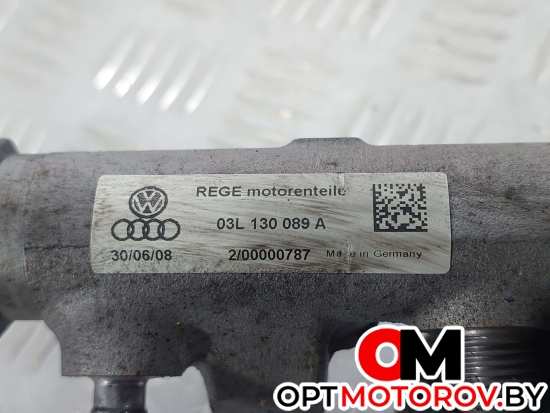 REGE motorenteile
03L 130 089 A
30/06/08 2/00000787 Made in Germany
OM
OPTMOTOROV.BY